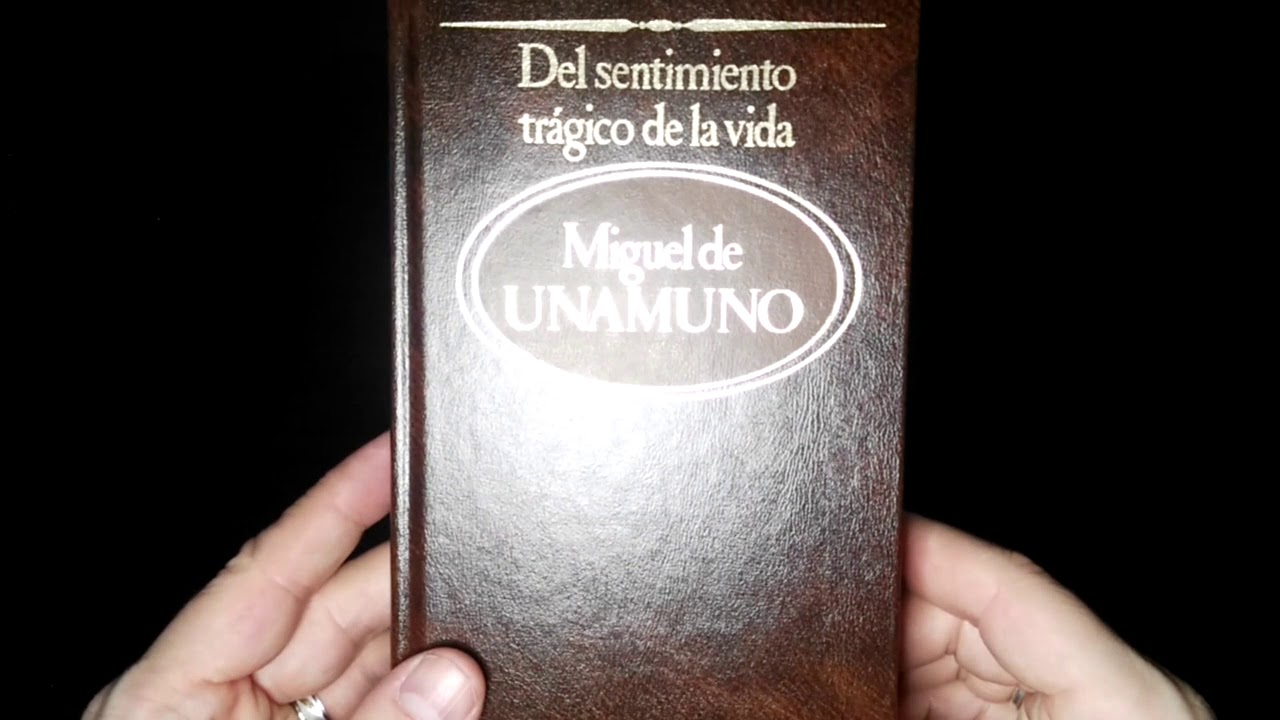 Del sentimiento
trágico de la vida
Miguel de
UNAMUNO